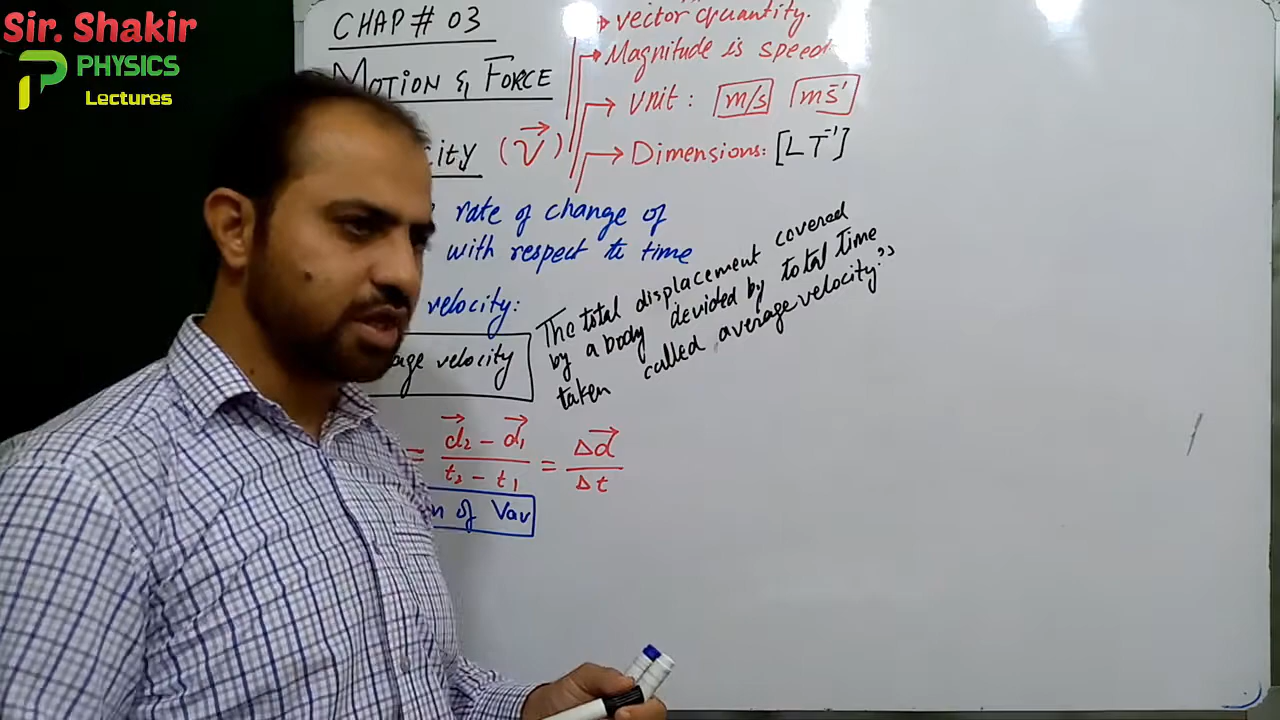 Sir. Shakir
PHYSICS
Lectures
CHAP # 03
MOTION & FORCE
city (V⃗)
vector quantity.
Magnitude is speed
Unit: m/s ms⁻¹
Dimensions: [LT⁻¹]
rate of change of
with respect to time
velocity:
age velocity
The total displacement covered
by a body devided by total time
taken called average velocity."
= d⃗₂ - d⃗₁ / t₂ - t₁ = Δd⃗ / Δt
n of Vav